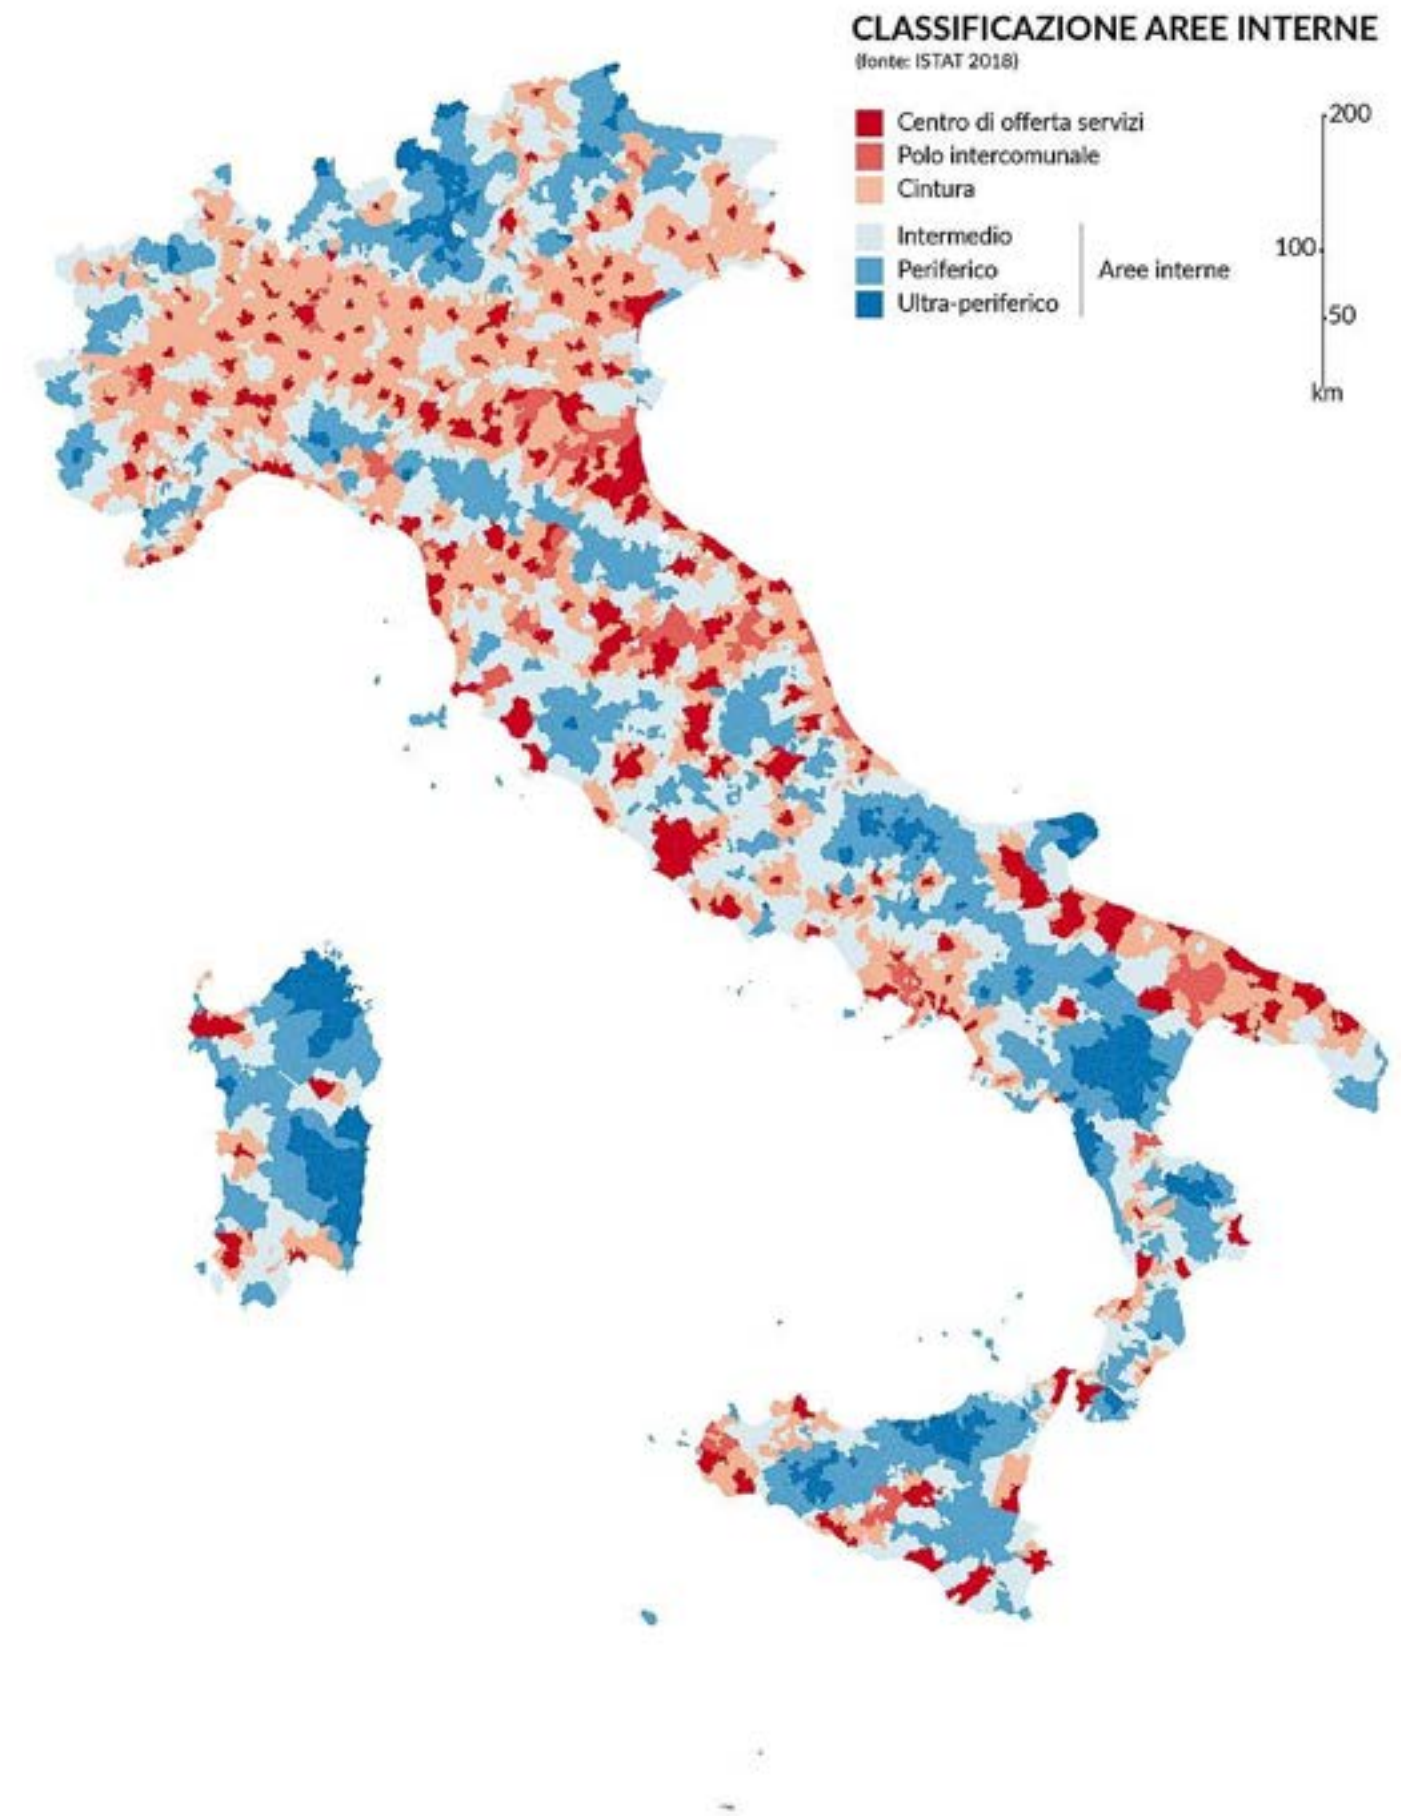 CLASSIFICAZIONE AREE INTERNE
(fonte: ISTAT 2018)
Centro di offerta servizi
Polo intercomunale
Cintura
Intermedio
Periferico
Ultra-periferico
Aree interne
200
100
50
km